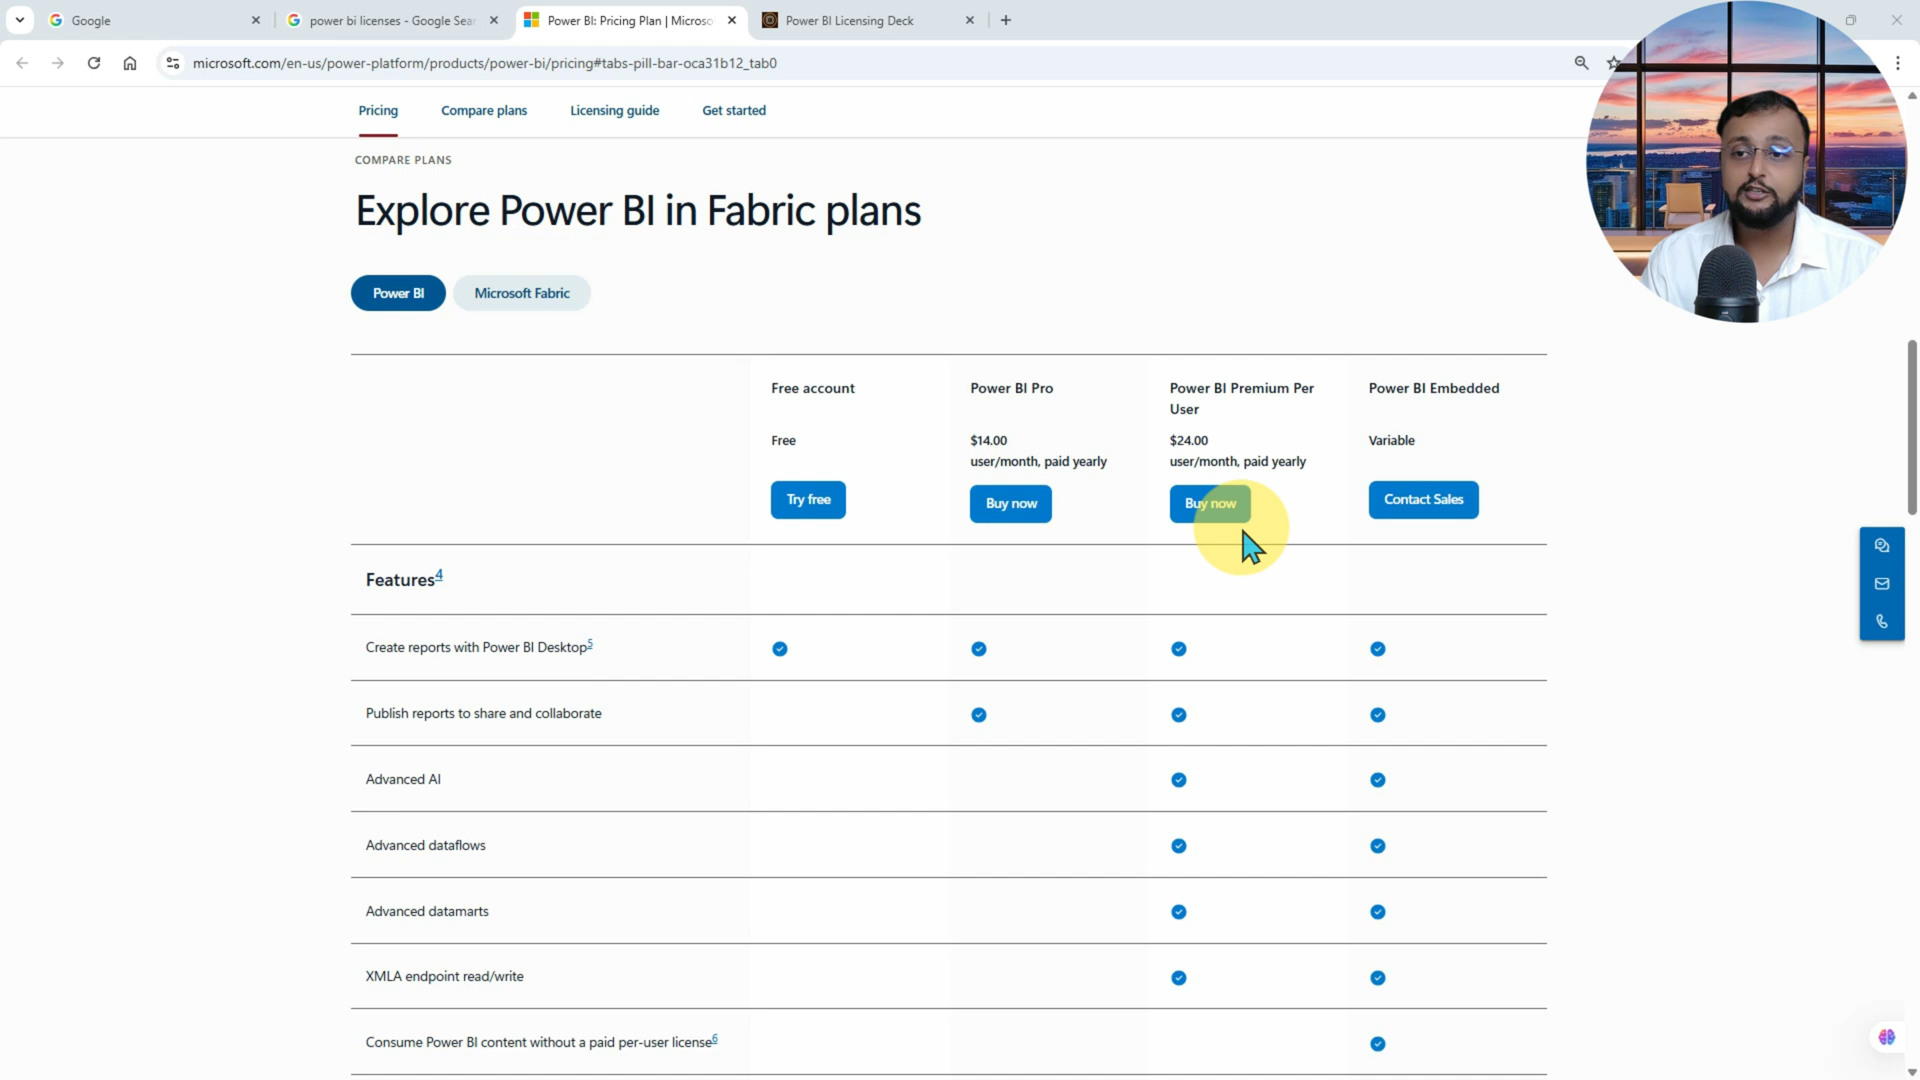 Google
power bi licenses - Google Sea
Power BI: Pricing Plan | Microso
Power BI Licensing Deck
microsoft.com/en-us/power-platform/products/power-bi/pricing#tabs-pill-bar-oca31b12_tab0
Pricing
Compare plans
Licensing guide
Get started
COMPARE PLANS
Explore Power BI in Fabric plans
Power BI
Microsoft Fabric
Free account
Power BI Pro
Power BI Premium Per
User
Power BI Embedded
Free
$14.00
user/month, paid yearly
$24.00
user/month, paid yearly
Variable
Try free
Buy now
Buy now
Contact Sales
Features4
Create reports with Power BI Desktop5
Publish reports to share and collaborate
Advanced AI
Advanced dataflows
Advanced datamarts
XMLA endpoint read/write
Consume Power BI content without a paid per-user license6